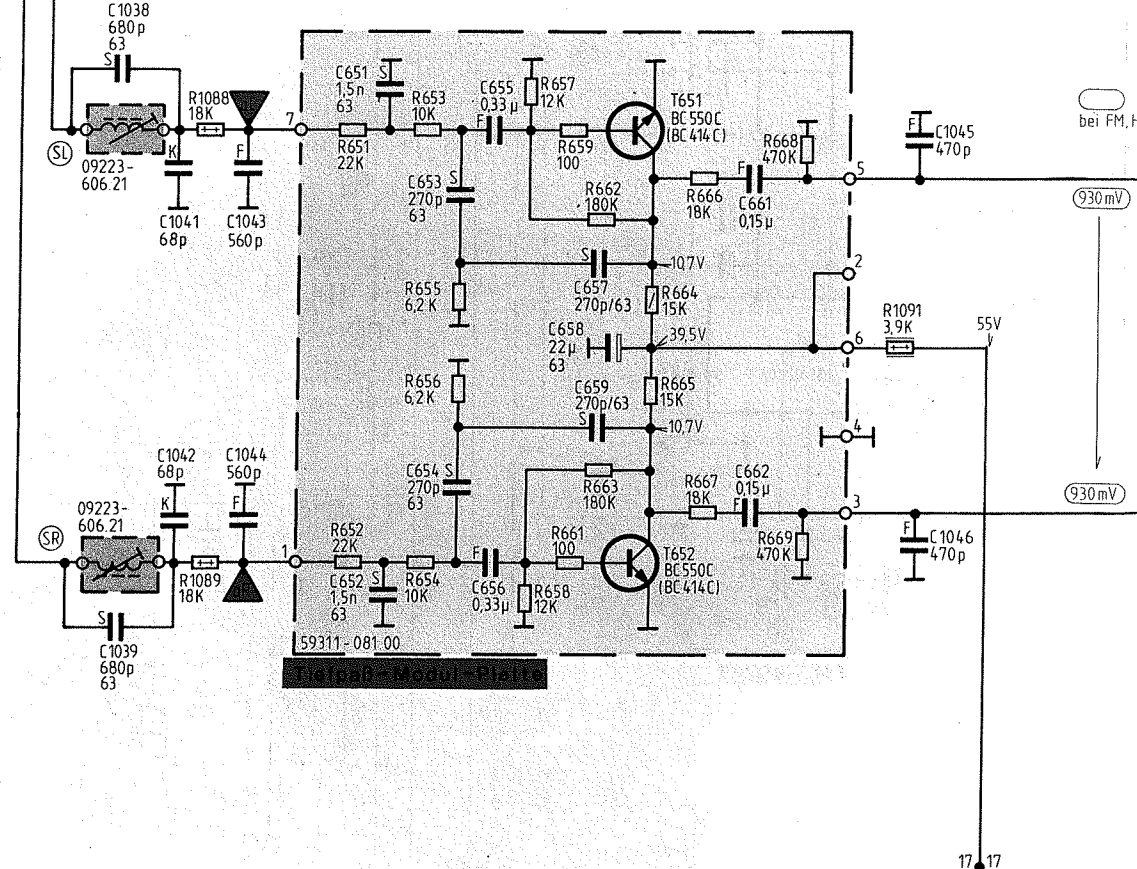 C1038
680p
63
S
SL
09223-
606.21
R1088
18K
K
C1041
68p
F
C1043
560p
7
R651
22K
C651
1,5n
63
S
R653
10K
C655
0,33µ
F
R657
12K
R659
100
T651
BC550C
(BC414C)
C653
270p
63
S
R662
180K
R666
18K
F
C661
0,15µ
R668
470K
5
F
C1045
470p
bei FM, H
930mV
R655
6,2K
S
C657
270p/63
10,7V
R664
15K
2
C658
22µ
63
39,5V
6
R1091
3,9K
55V
R656
6,2K
C659
270p/63
S
R665
15K
10,7V
4
C654
270p
63
S
R663
180K
R667
18K
C662
0,15µ
F
930mV
3
R669
470K
F
C1046
470p
C1042
68p
K
C1044
560p
F
09223-
606.21
SR
R1089
18K
S
C1039
680p
63
1
R652
22K
C652
1,5n
63
S
R654
10K
F
C656
0,33µ
R661
100
R658
12K
T652
BC550C
(BC414C)
59311-081.00
Tiefpaß-Modul-Platte
17 17